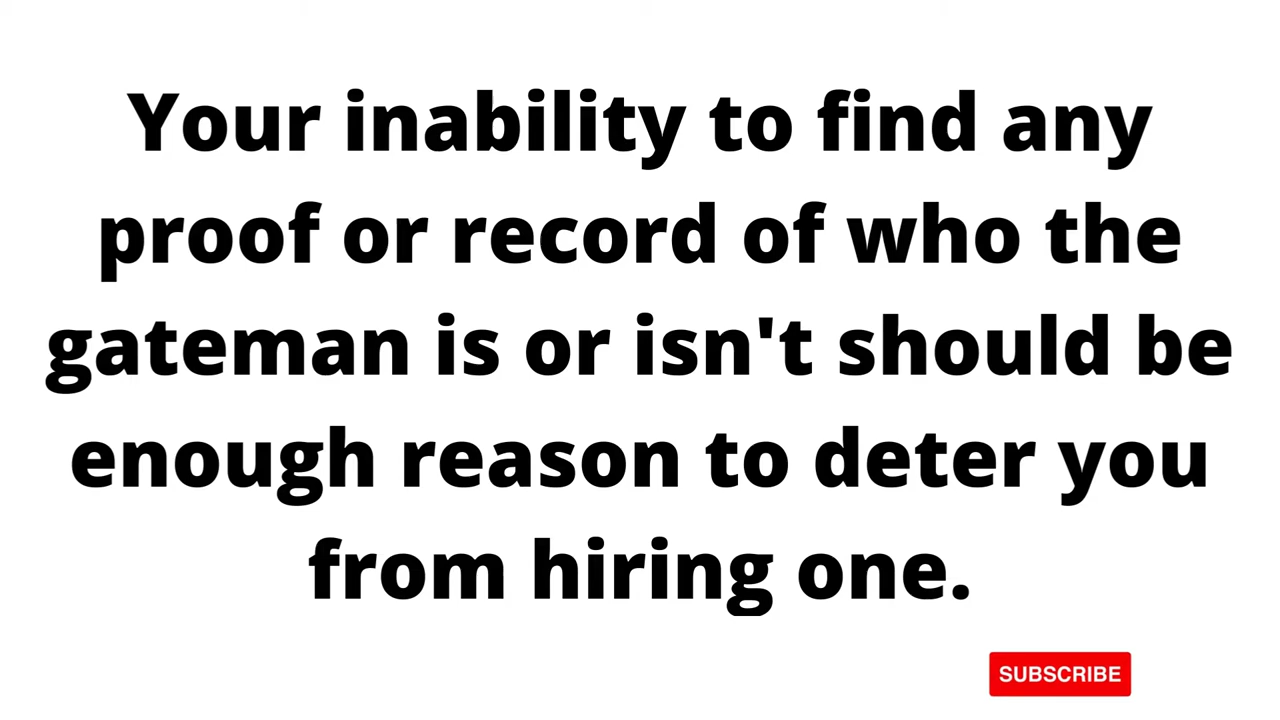 Your inability to find any
proof or record of who the
gateman is or isn't should be
enough reason to deter you
from hiring one.
SUBSCRIBE